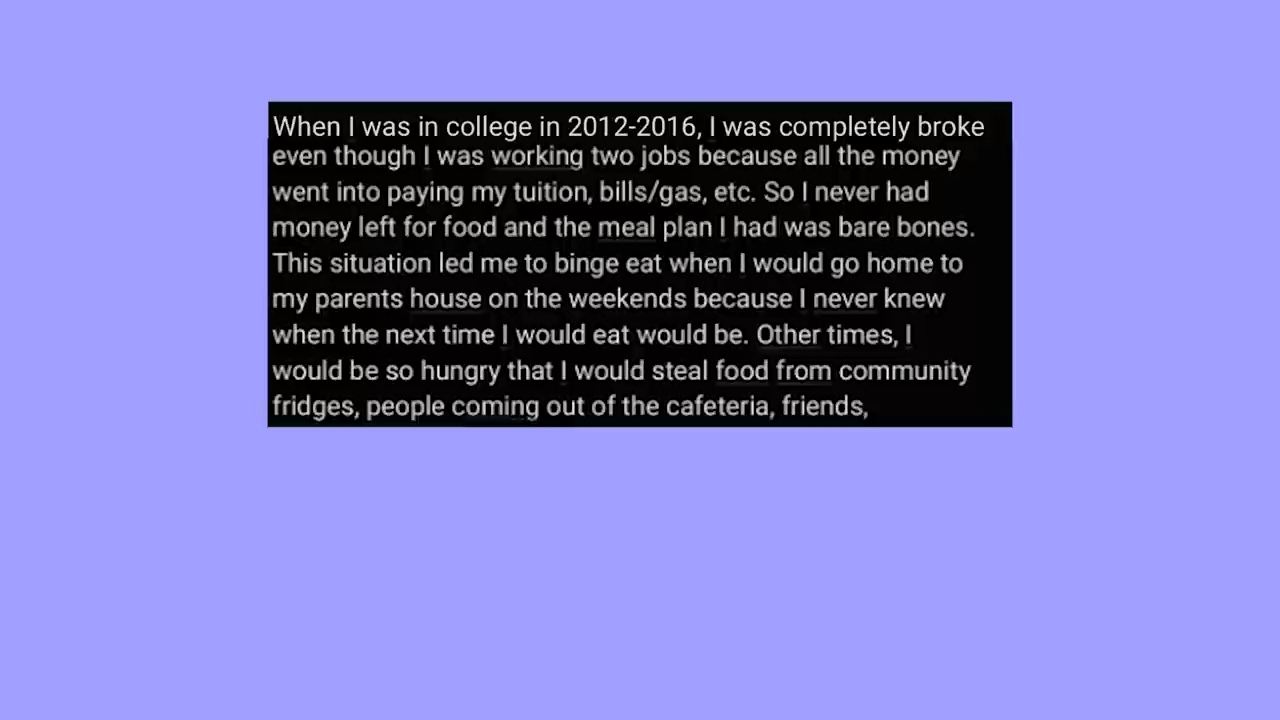 When I was in college in 2012-2016, I was completely broke
even though I was working two jobs because all the money
went into paying my tuition, bills/gas, etc. So I never had
money left for food and the meal plan I had was bare bones.
This situation led me to binge eat when I would go home to
my parents house on the weekends because I never knew
when the next time I would eat would be. Other times, I
would be so hungry that I would steal food from community
fridges, people coming out of the cafeteria, friends,